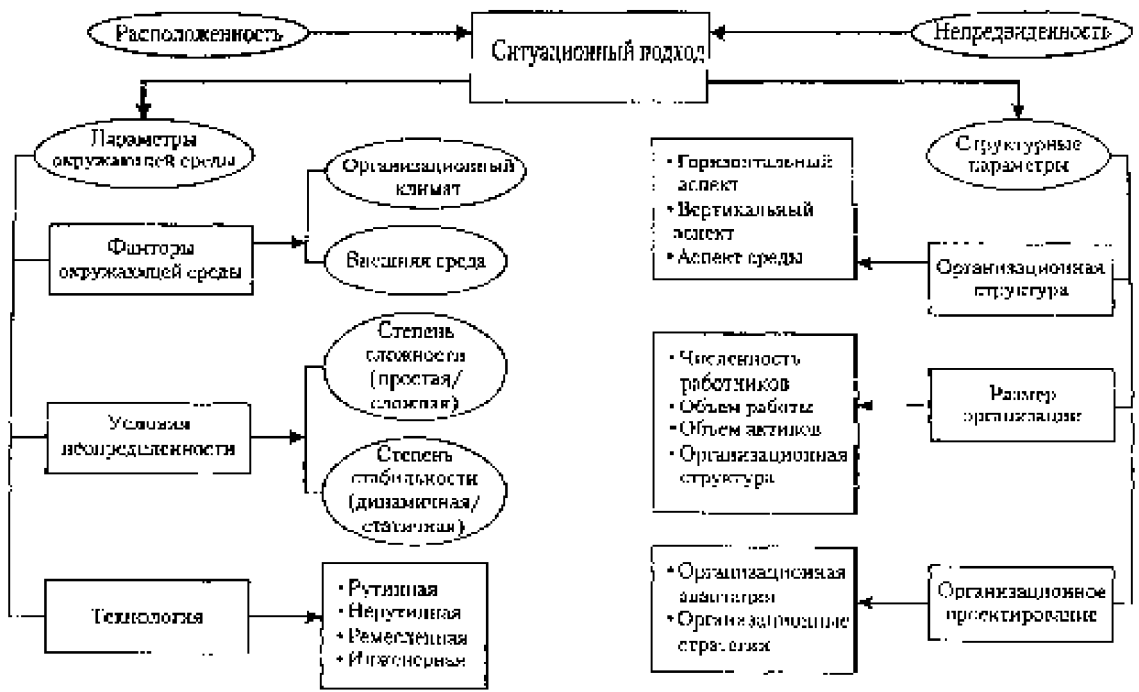 Расположенность
Ситуационный подход
Непредвиденность
Параметры
окружающей среды
Структурные
параметры
Организационный
климат
Внешняя среда
Факторы
окружающей среды
• Горизонтальный
аспект
• Вертикальный
аспект
• Аспект среды
Организационная
структура
Степень
сложности
(простая/
сложная)
Условия
неопределенности
Степень
стабильности
(динамичная/
статичная)
• Численность
работников
• Объем работы
• Объем активов
• Организационная
структура
Размер
организации
Технология
• Рутинная
• Нерутинная
• Ремесленная
• Инженерная
• Организационная
адаптация
• Организационные
стратегии
Организационное
проектирование